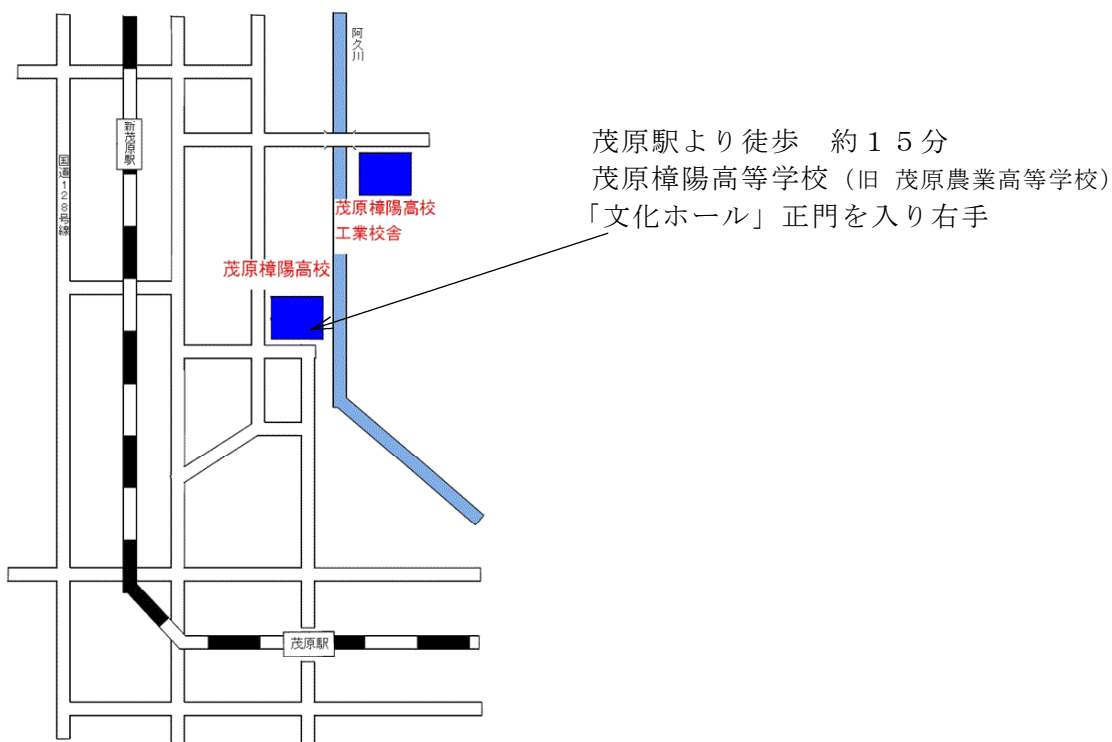 阿久川
新茂原駅
国道128号線
茂原樟陽高校
工業校舎
茂原樟陽高校
茂原駅
茂原駅より徒歩　約１５分
茂原樟陽高等学校（旧 茂原農業高等学校）
「文化ホール」正門を入り右手